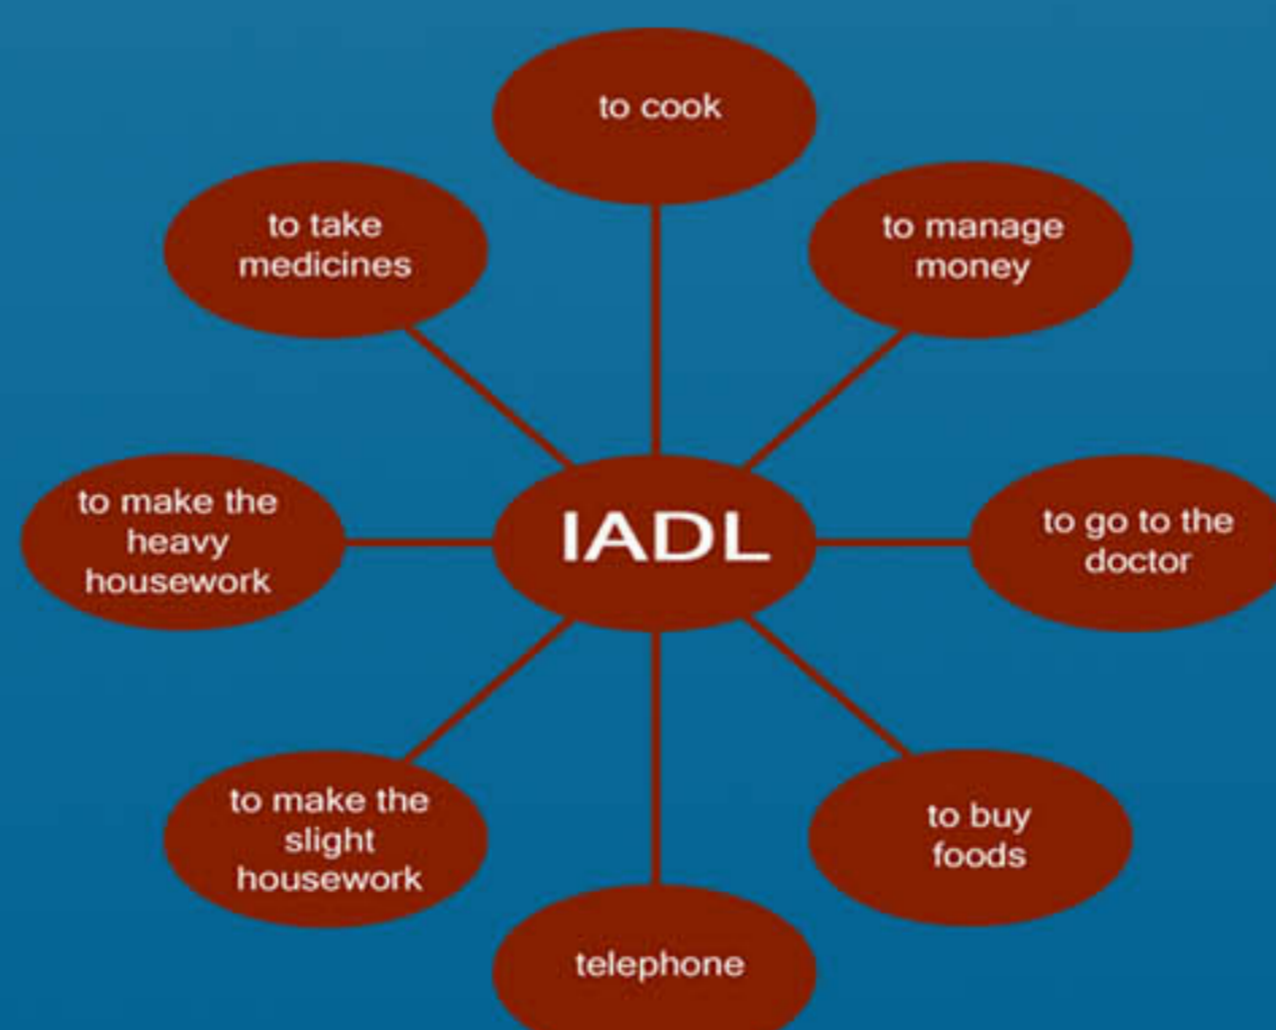 to cook
to take
medicines
to manage
money
to make the
heavy
housework
IADL
to go to the
doctor
to make the
slight
housework
to buy
foods
telephone